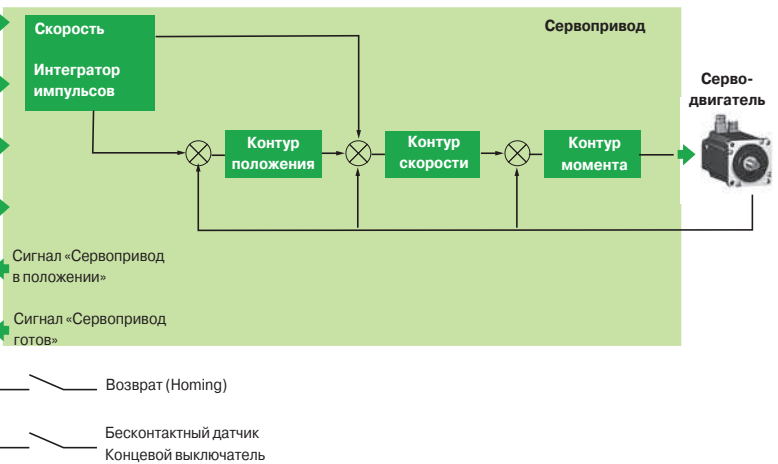 Сервопривод
Скорость
Интегратор
импульсов
Серво-
двигатель
Контур
положения
Контур
скорости
Контур
момента
Сигнал «Сервопривод
в положении»
Сигнал «Сервопривод
готов»
Возврат (Homing)
Бесконтактный датчик
Концевой выключатель